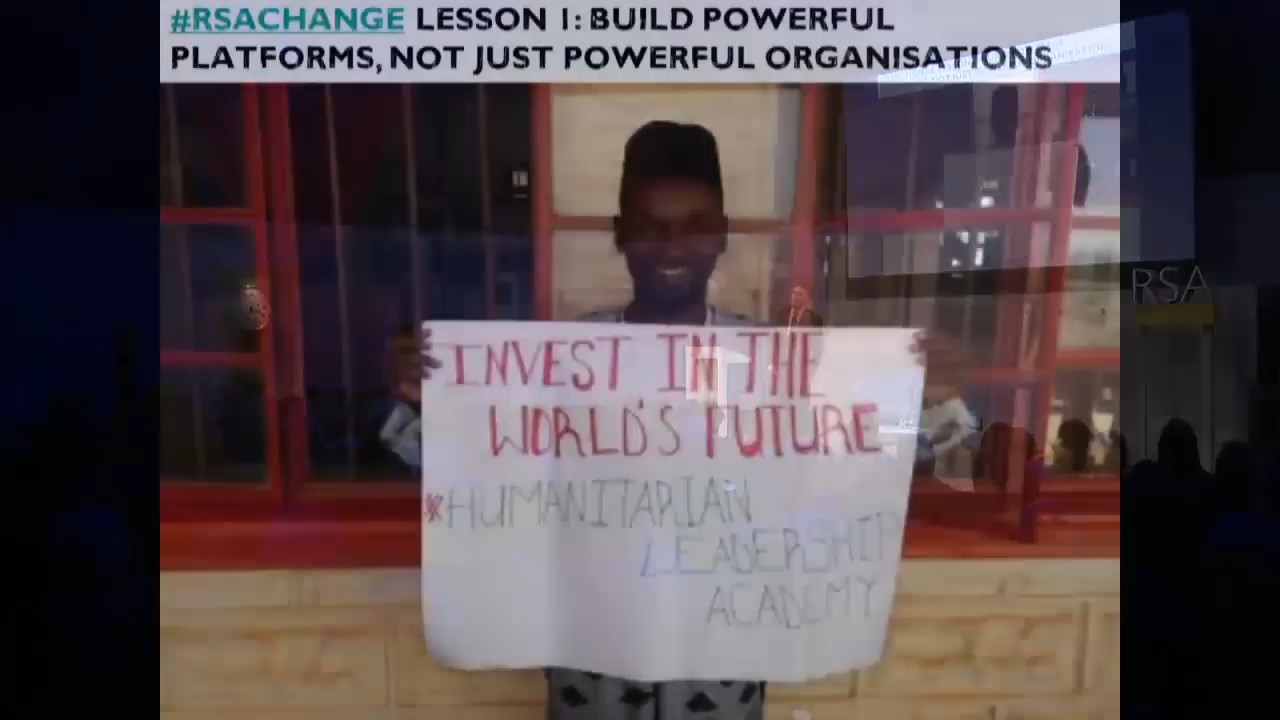 #RSACHANGE LESSON 1: BUILD POWERFUL
PLATFORMS, NOT JUST POWERFUL ORGANISATIONS
RSA
INVEST IN THE
WORLD'S FUTURE
*HUMANITARIAN
LEADERSHIP
ACADEMY